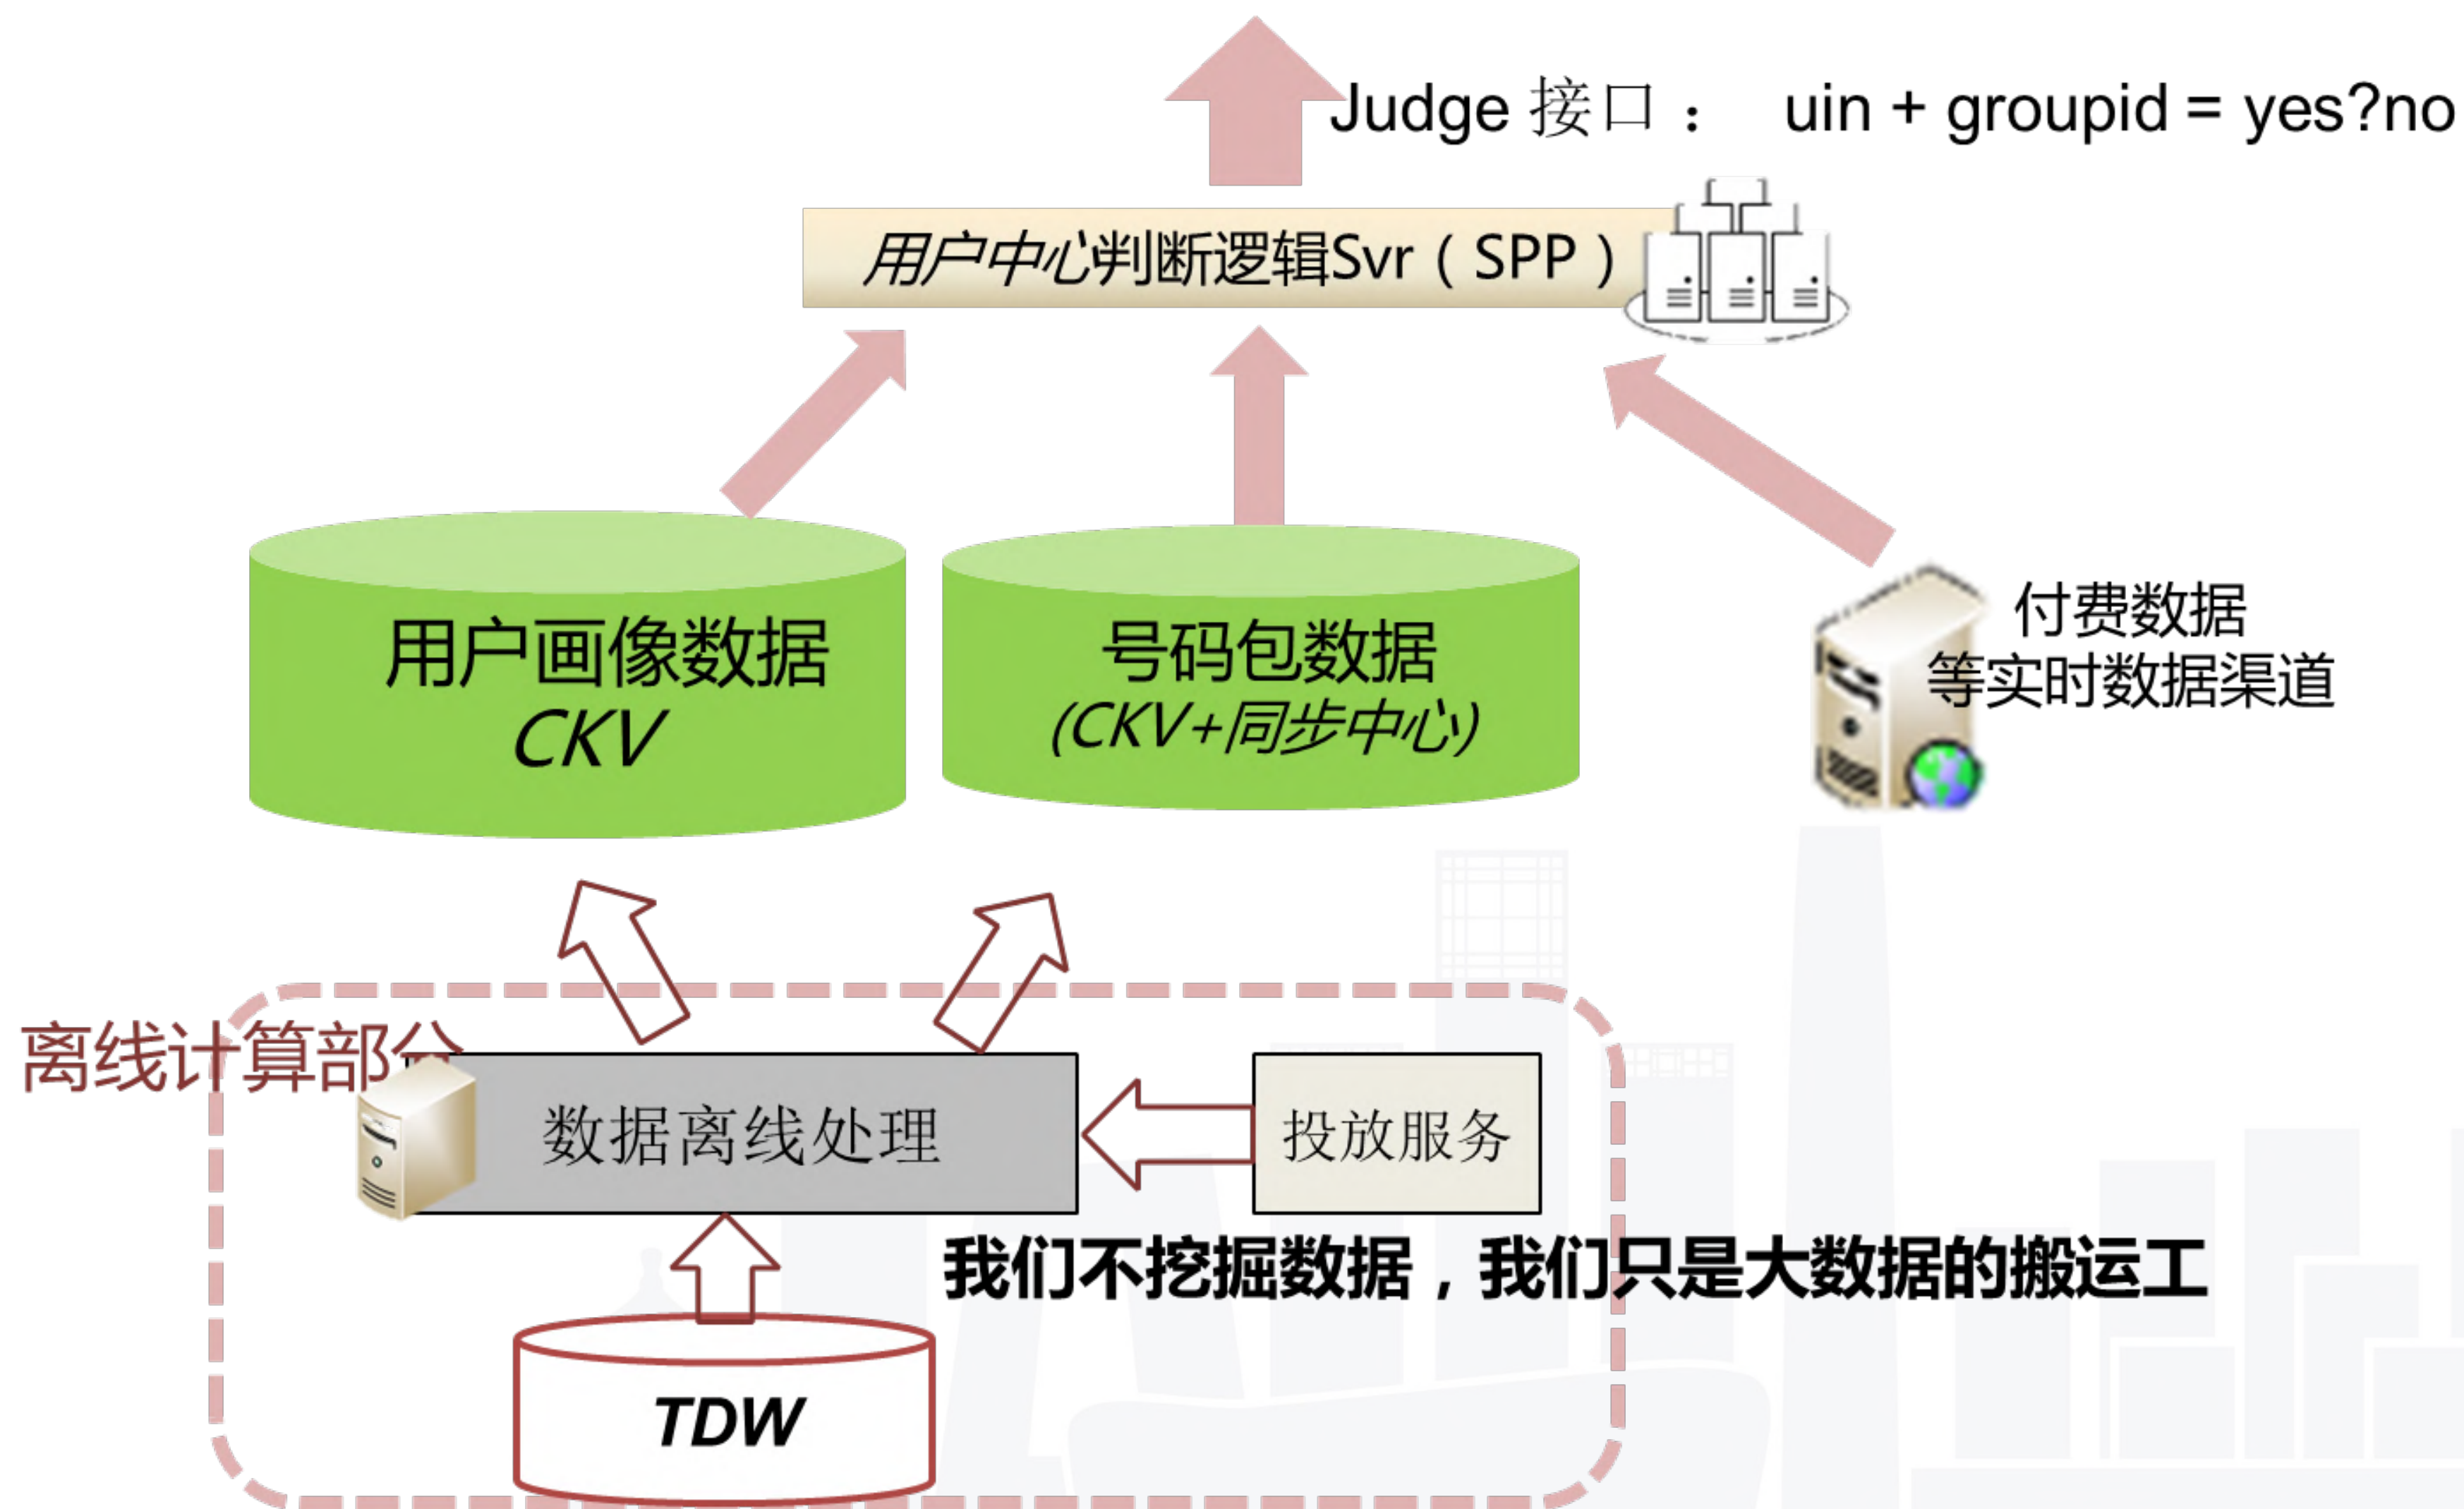 Judge 接口： uin + groupid = yes?no
用户中心判断逻辑Svr（SPP）
用户画像数据
CKV
号码包数据
(CKV+同步中心)
付费数据
等实时数据渠道
离线计算部分
数据离线处理
投放服务
我们不挖掘数据，我们只是大数据的搬运工
TDW